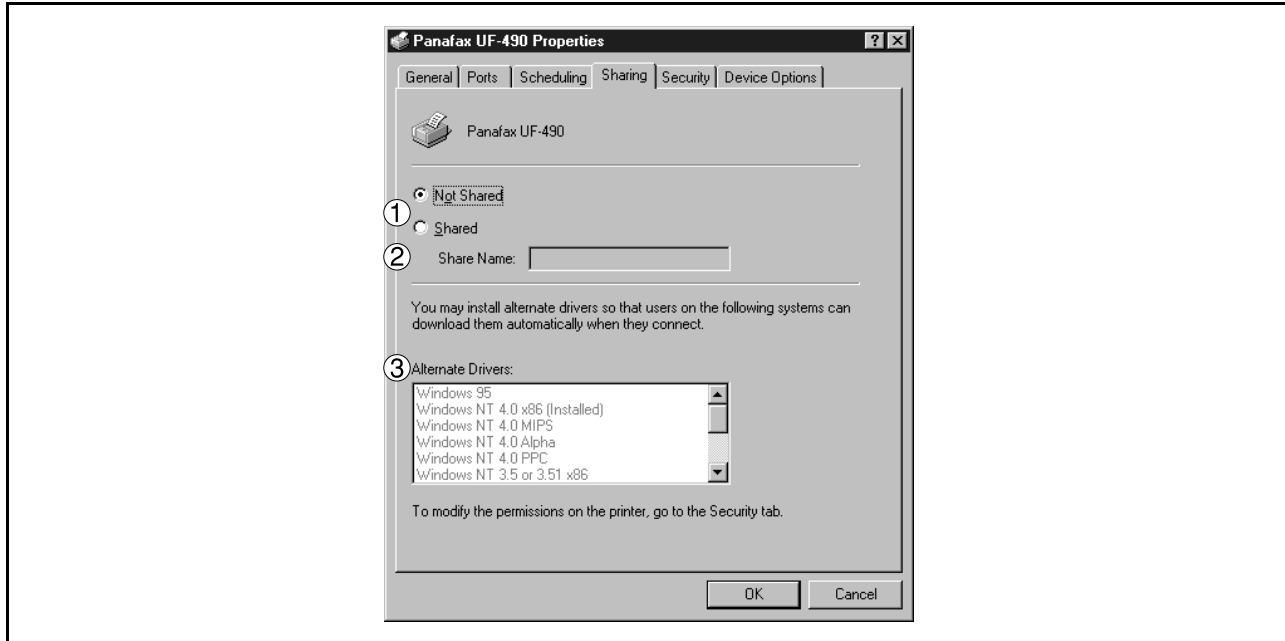 Panafax UF-490 Properties
General Ports Scheduling Sharing Security Device Options
Panafax UF-490
Not Shared
①
Shared
② Share Name:
You may install alternate drivers so that users on the following systems can
download them automatically when they connect.
③ Alternate Drivers:
Windows 95
Windows NT 4.0 x86 (Installed)
Windows NT 4.0 MIPS
Windows NT 4.0 Alpha
Windows NT 4.0 PPC
Windows NT 3.5 or 3.51 x86
To modify the permissions on the printer, go to the Security tab.
OK Cancel